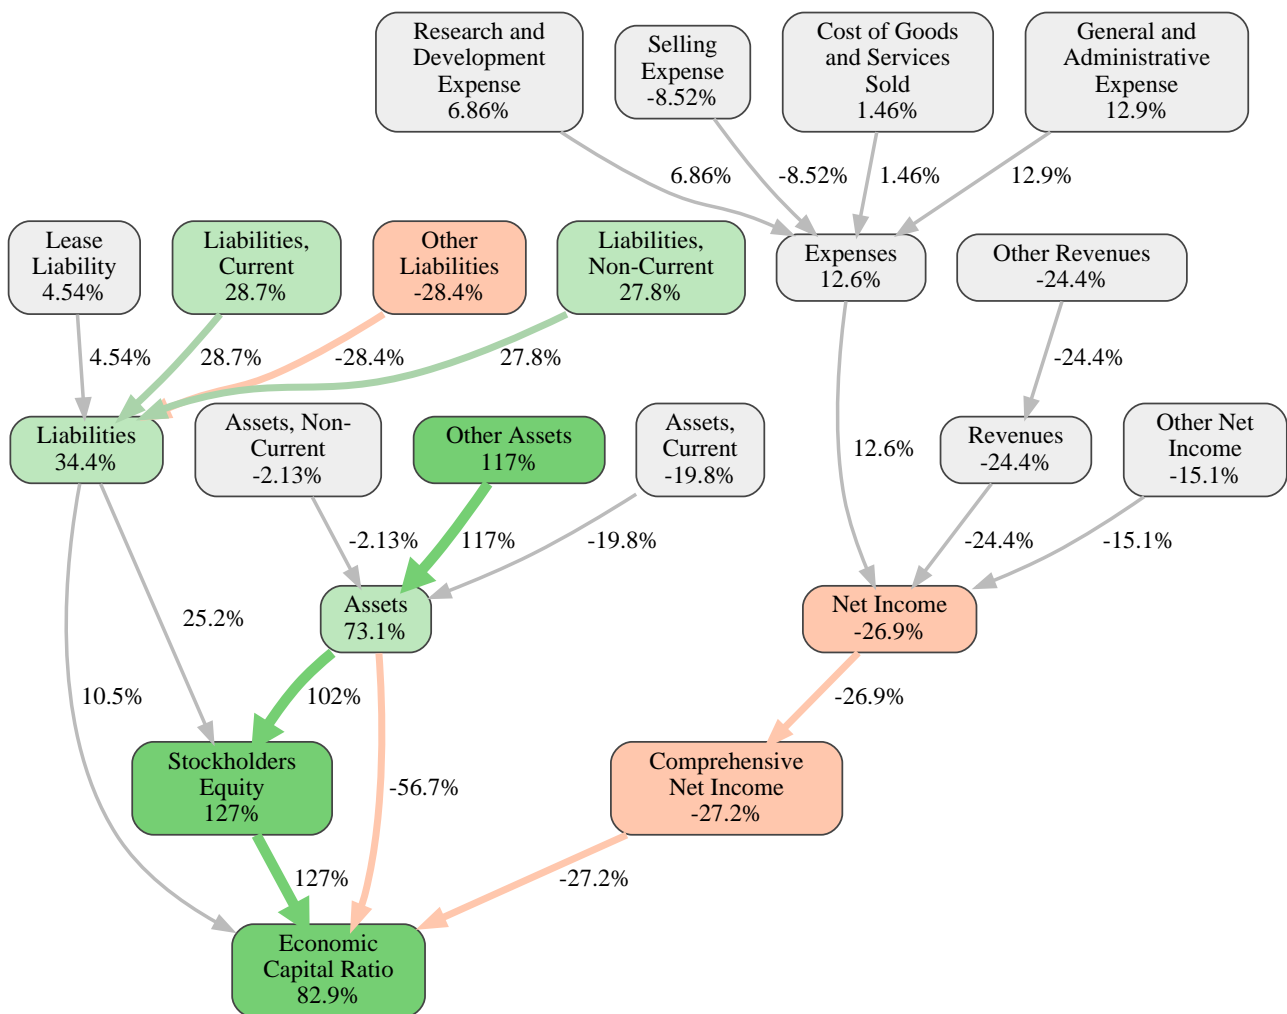 Research and
Development
Expense
6.86%
Selling
Expense
-8.52%
Cost of Goods
and Services
Sold
1.46%
General and
Administrative
Expense
12.9%
6.86%
-8.52%
1.46%
12.9%
Lease
Liability
4.54%
Liabilities,
Current
28.7%
Other
Liabilities
-28.4%
Liabilities,
Non-Current
27.8%
Expenses
12.6%
Other Revenues
-24.4%
4.54%
28.7%
-28.4%
27.8%
-24.4%
Liabilities
34.4%
Assets, Non-
Current
-2.13%
Other Assets
117%
Assets,
Current
-19.8%
12.6%
Revenues
-24.4%
Other Net
Income
-15.1%
-2.13%
117%
-19.8%
-24.4%
-15.1%
25.2%
Assets
73.1%
Net Income
-26.9%
10.5%
102%
-26.9%
Stockholders
Equity
127%
-56.7%
Comprehensive
Net Income
-27.2%
127%
-27.2%
Economic
Capital Ratio
82.9%